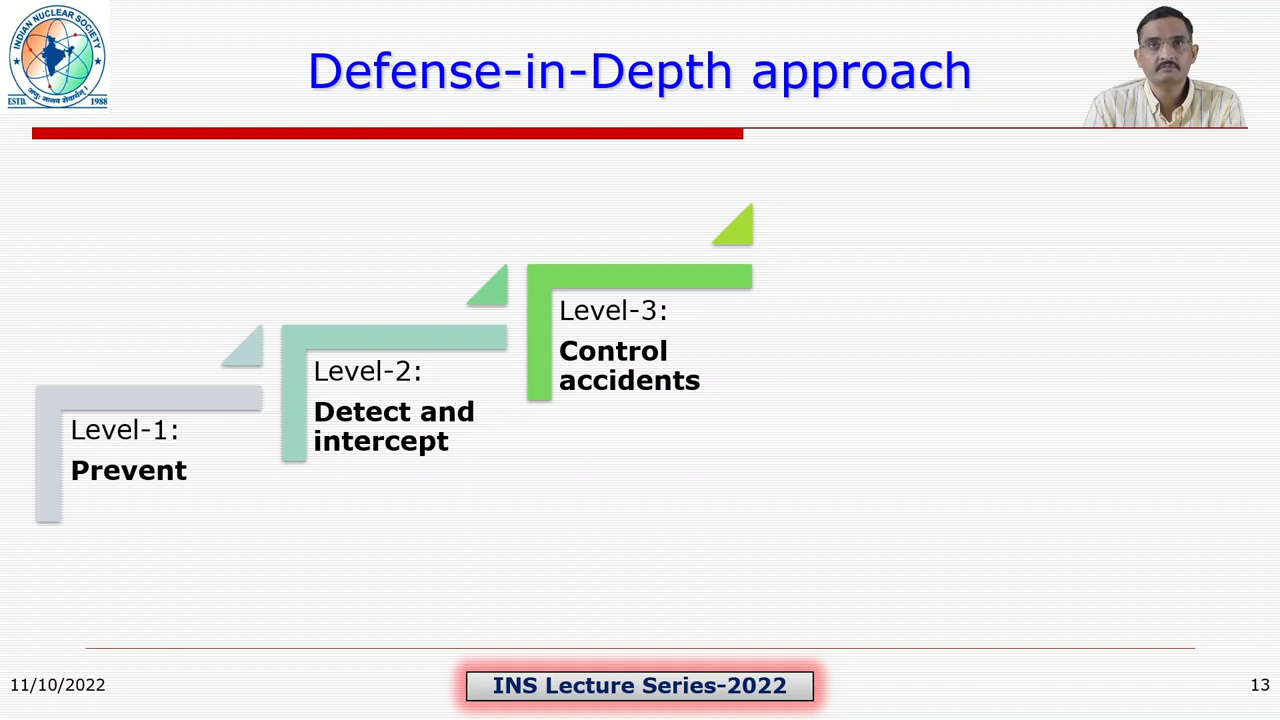 INDIAN NUCLEAR SOCIETY
ESTD. 1988
Defense-in-Depth approach
Level-1:
Prevent
Level-2:
Detect and
intercept
Level-3:
Control
accidents
11/10/2022
INS Lecture Series-2022
13